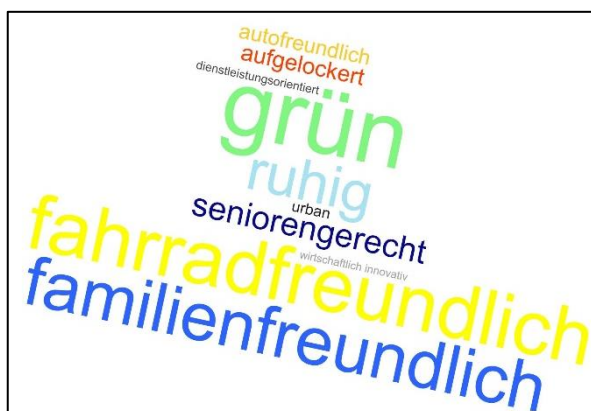 autofreundlich
aufgelockert
dienstleistungsorientiert
grün
ruhig
urban
seniorengerecht
wirtschaftlich innovativ
fahrradfreundlich
familienfreundlich